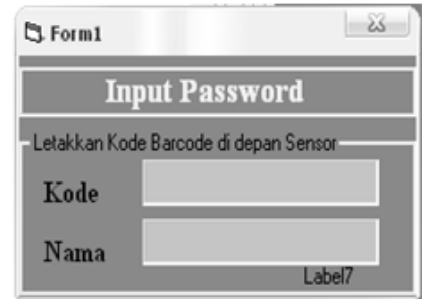 Form1
Input Password
Letakkan Kode Barcode di depan Sensor
Kode
Nama
Label7